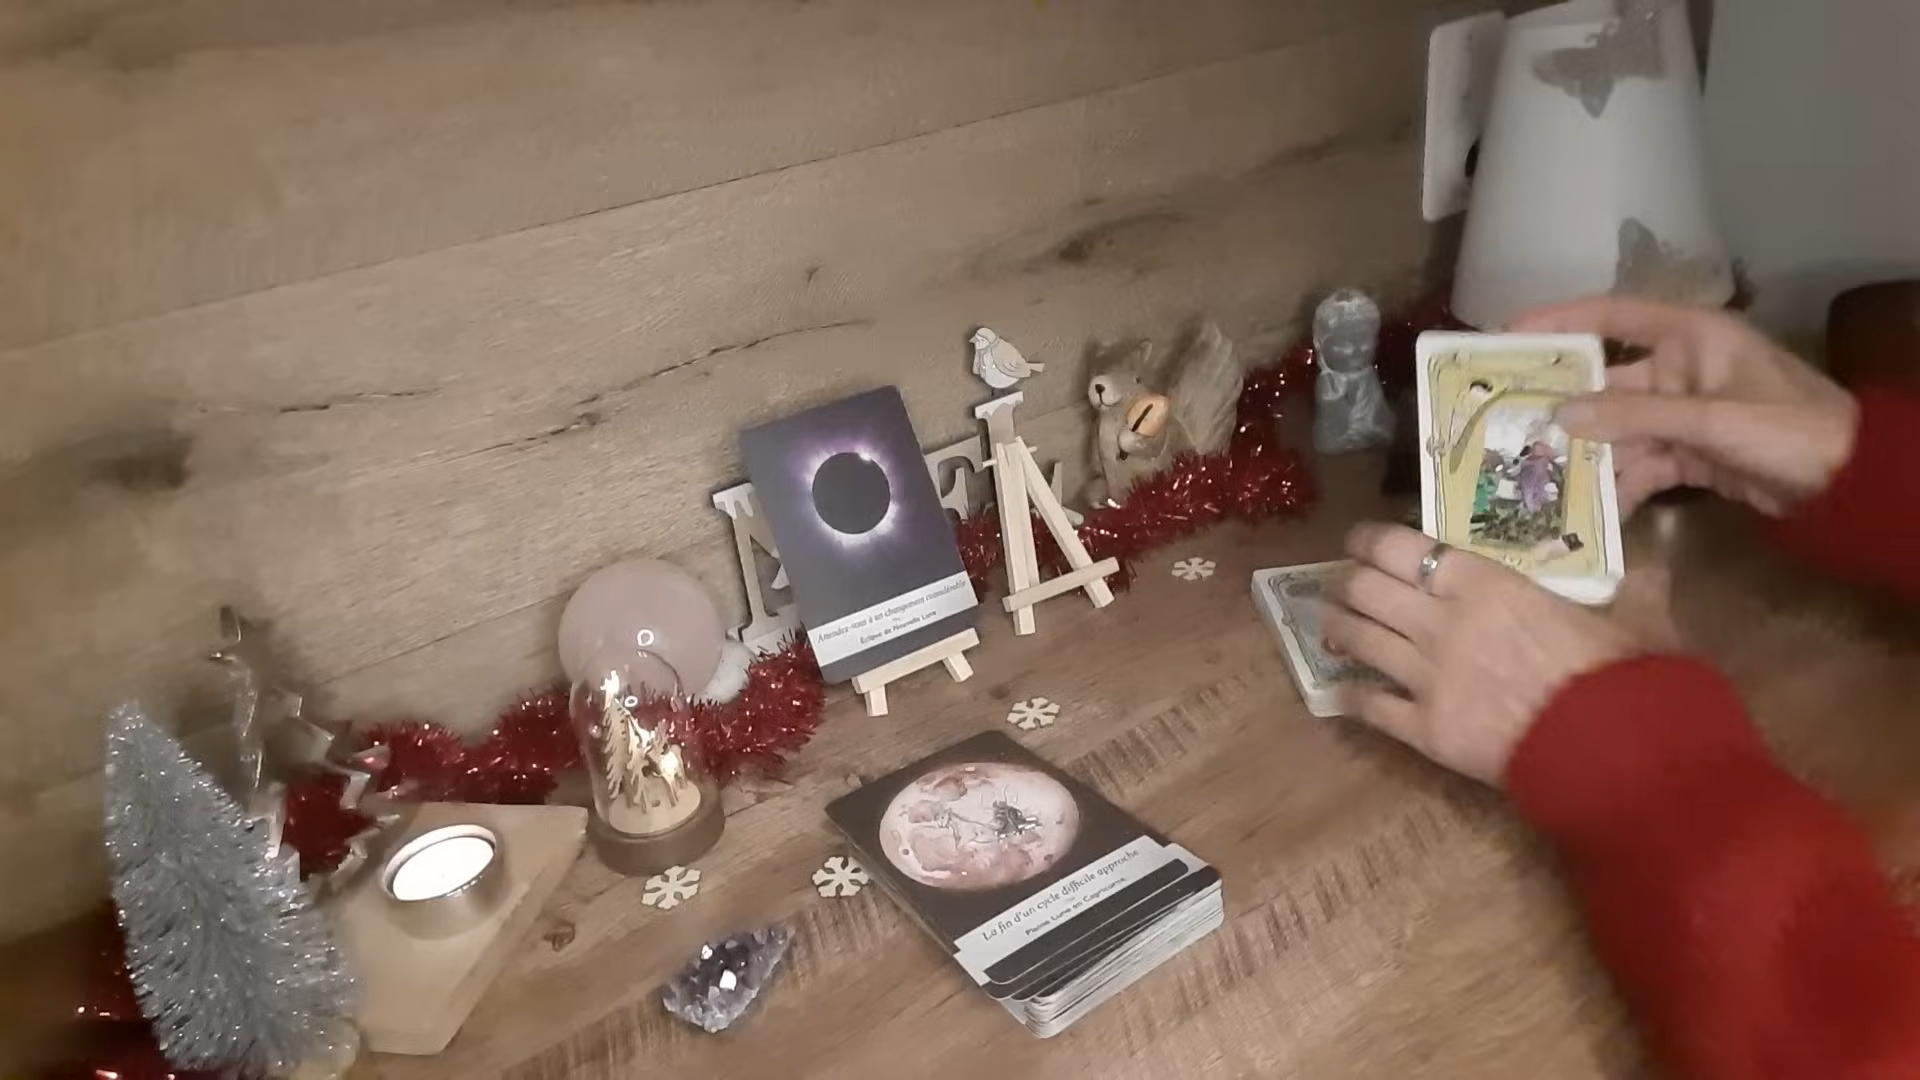 Attendez-vous à un changement considérable
Éclipse de Nouvelle Lune
La fin d'un cycle difficile approche
Pleine Lune en Capricorne